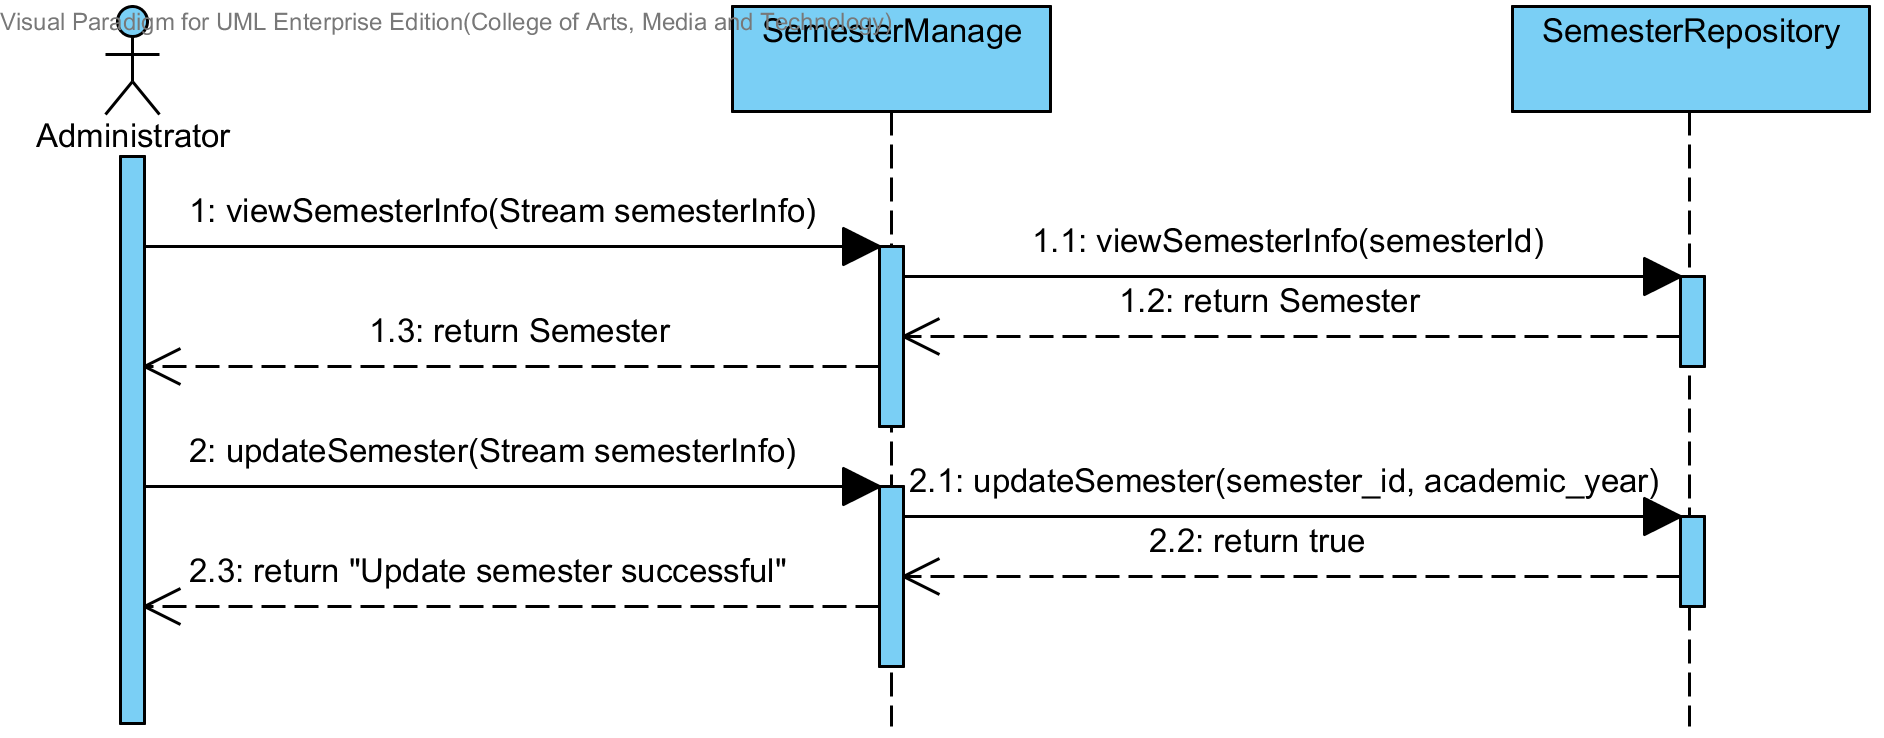 Visual Paradigm for UML Enterprise Edition(College of Arts, Media and Technology)
SemesterManage
SemesterRepository
Administrator
1: viewSemesterInfo(Stream semesterInfo)
1.1: viewSemesterInfo(semesterId)
1.2: return Semester
1.3: return Semester
2: updateSemester(Stream semesterInfo)
2.1: updateSemester(semester_id, academic_year)
2.2: return true
2.3: return "Update semester successful"